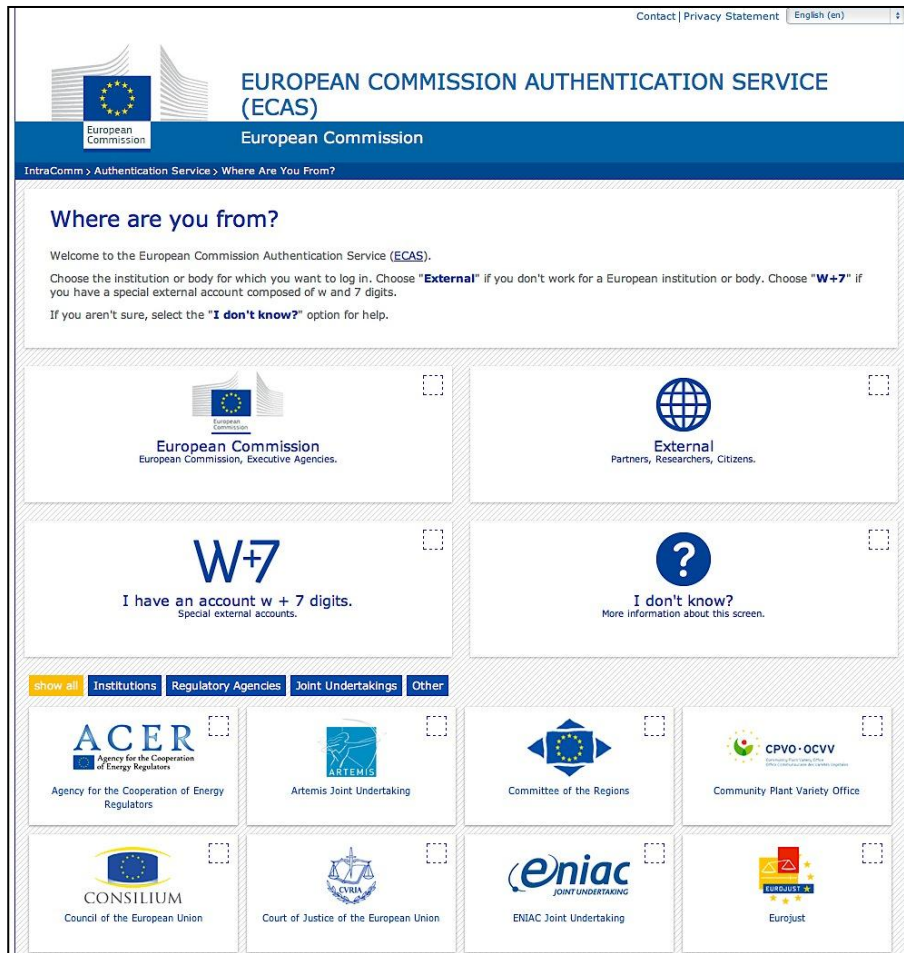 Contact | Privacy Statement English (en)
EUROPEAN COMMISSION AUTHENTICATION SERVICE
(ECAS)
European
Commission
European Commission
IntraComm > Authentication Service > Where Are You From?
Where are you from?
Welcome to the European Commission Authentication Service (ECAS).
Choose the institution or body for which you want to log in. Choose "External" if you don't work for a European institution or body. Choose "W+7" if
you have a special external account composed of w and 7 digits.
If you aren't sure, select the "I don't know?" option for help.
European
Commission
European Commission
European Commission, Executive Agencies.
External
Partners, Researchers, Citizens.
W+7
I have an account w + 7 digits.
Special external accounts.
?
I don't know?
More information about this screen.
show all Institutions Regulatory Agencies Joint Undertakings Other
ACER
Agency for the Cooperation
of Energy Regulators
Agency for the Cooperation of Energy
Regulators
ARTEMIS
Artemis Joint Undertaking
Committee of the Regions
CPVO·OCVV
Community Plant Variety Office
CONSILIUM
Council of the European Union
CVRIA
Court of Justice of the European Union
eniac
JOINT UNDERTAKING
ENIAC Joint Undertaking
EUROJUST
Eurojust